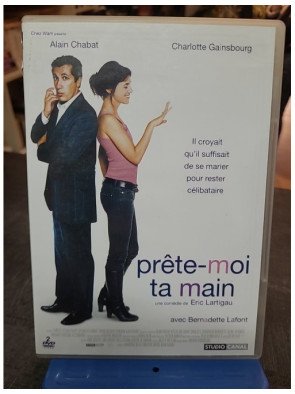 Alain Chabat
Charlotte Gainsbourg
Il croyait
qu'il suffisait
de se marier
pour rester
célibataire
prête-moi
ta main
une comédie de Eric Lartigau
avec Bernadette Lafont
STUDIO CANAL